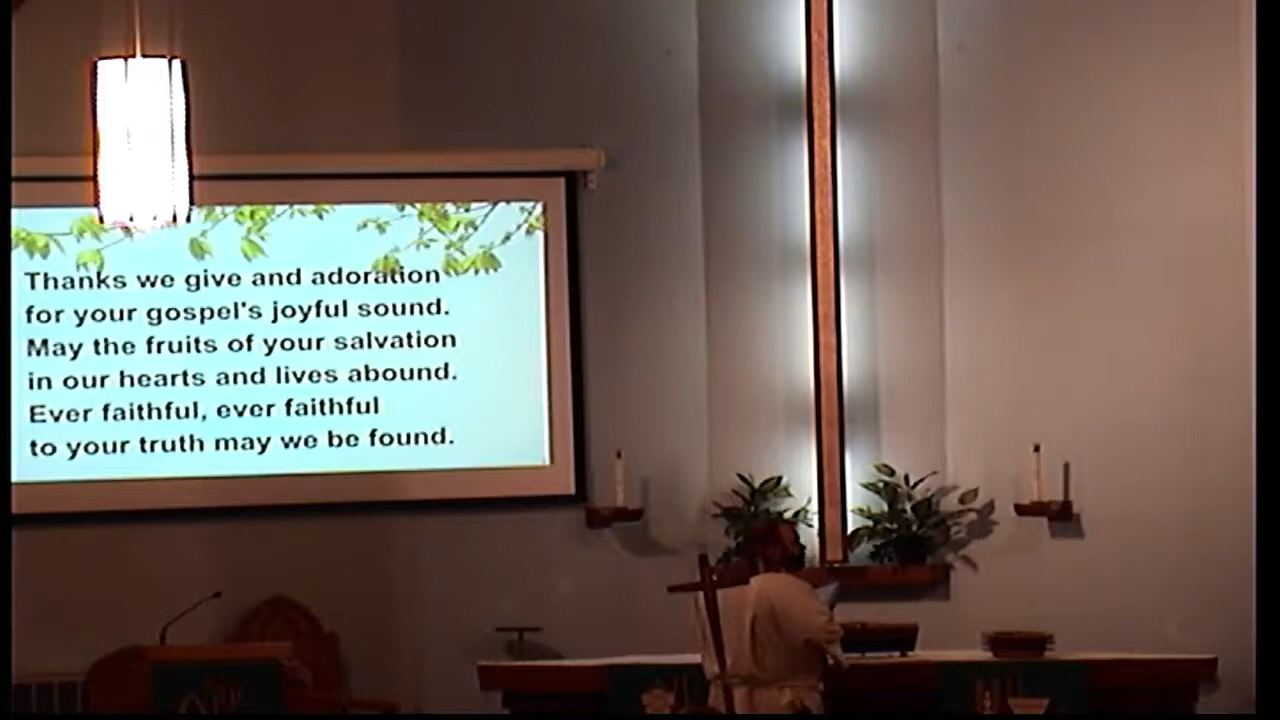 Thanks we give and adoration
for your gospel's joyful sound.
May the fruits of your salvation
in our hearts and lives abound.
Ever faithful, ever faithful
to your truth may we be found.